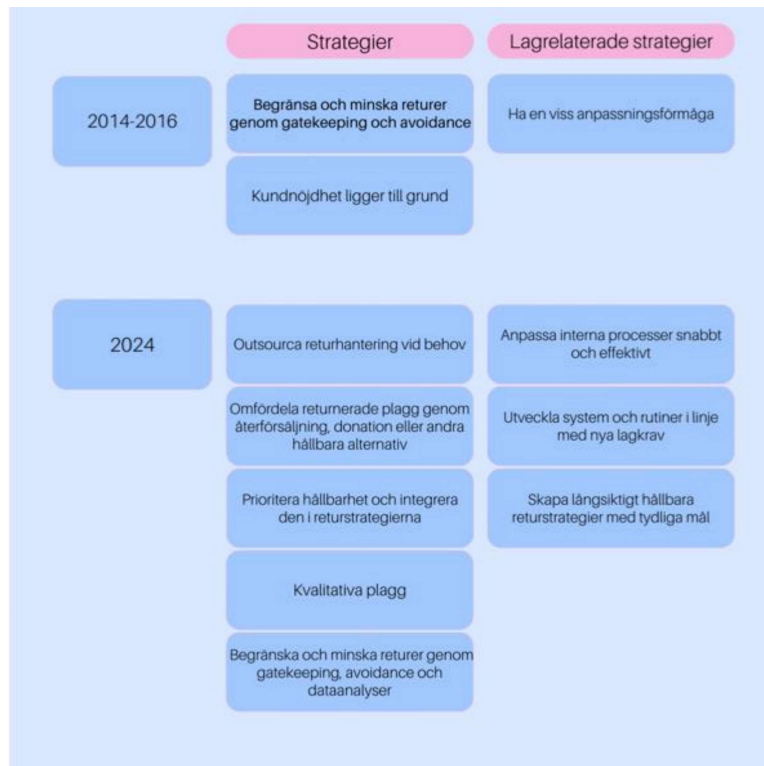 Strategier
Lagrelaterade strategier
2014-2016
Begränsa och minska returer
genom gatekeeping och avoidance
Ha en viss anpassningsförmåga
Kundnöjdhet ligger till grund
2024
Outsourca returhantering vid behov
Anpassa interna processer snabbt
och effektivt
Omfördela returnerade plagg genom
återförsäljning, donation eller andra
hållbara alternativ
Utveckla system och rutiner i linje
med nya lagkrav
Prioritera hållbarhet och integrera
den i returstrategierna
Skapa långsiktigt hållbara
returstrategier med tydliga mål
Kvalitativa plagg
Begränska och minska returer genom
gatekeeping, avoidance och
dataanalyser